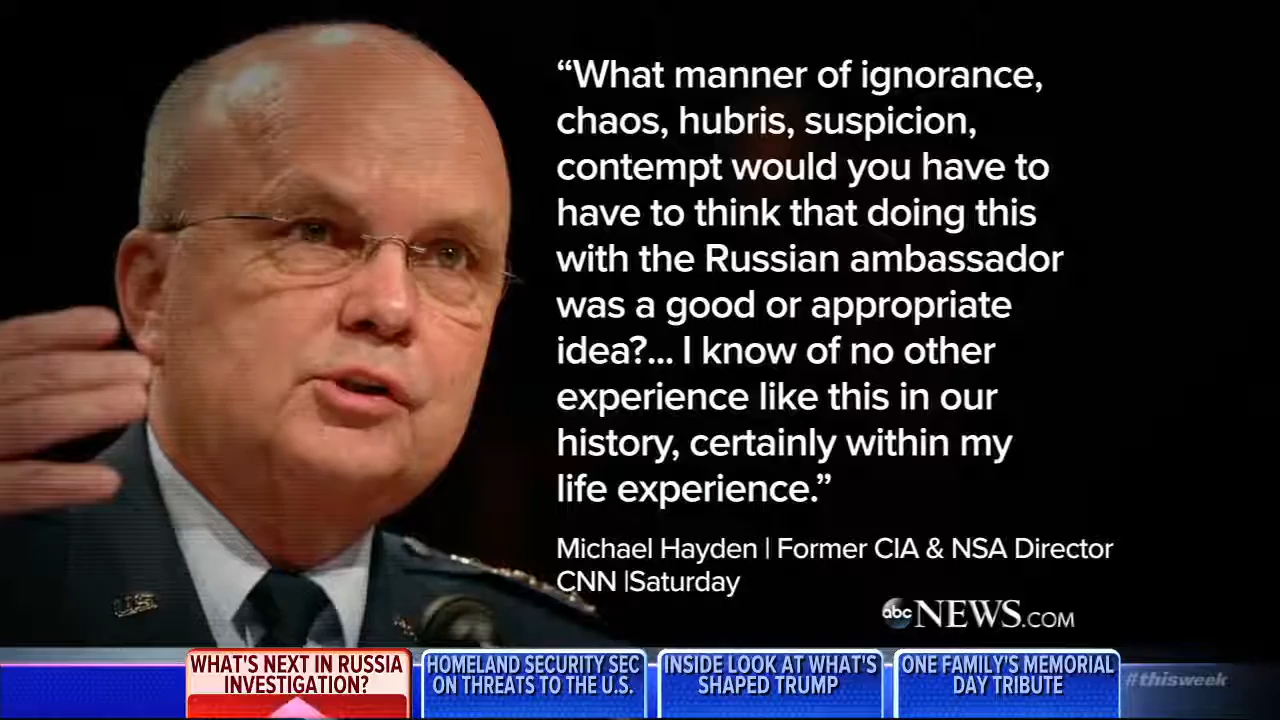 “What manner of ignorance,
chaos, hubris, suspicion,
contempt would you have to
have to think that doing this
with the Russian ambassador
was a good or appropriate
idea?... I know of no other
experience like this in our
history, certainly within my
life experience.”
Michael Hayden | Former CIA & NSA Director
CNN |Saturday
abc NEWS.COM
U.S.
WHAT'S NEXT IN RUSSIA
INVESTIGATION?
HOMELAND SECURITY SEC
ON THREATS TO THE U.S.
INSIDE LOOK AT WHAT'S
SHAPED TRUMP
ONE FAMILY'S MEMORIAL
DAY TRIBUTE
#thisweek